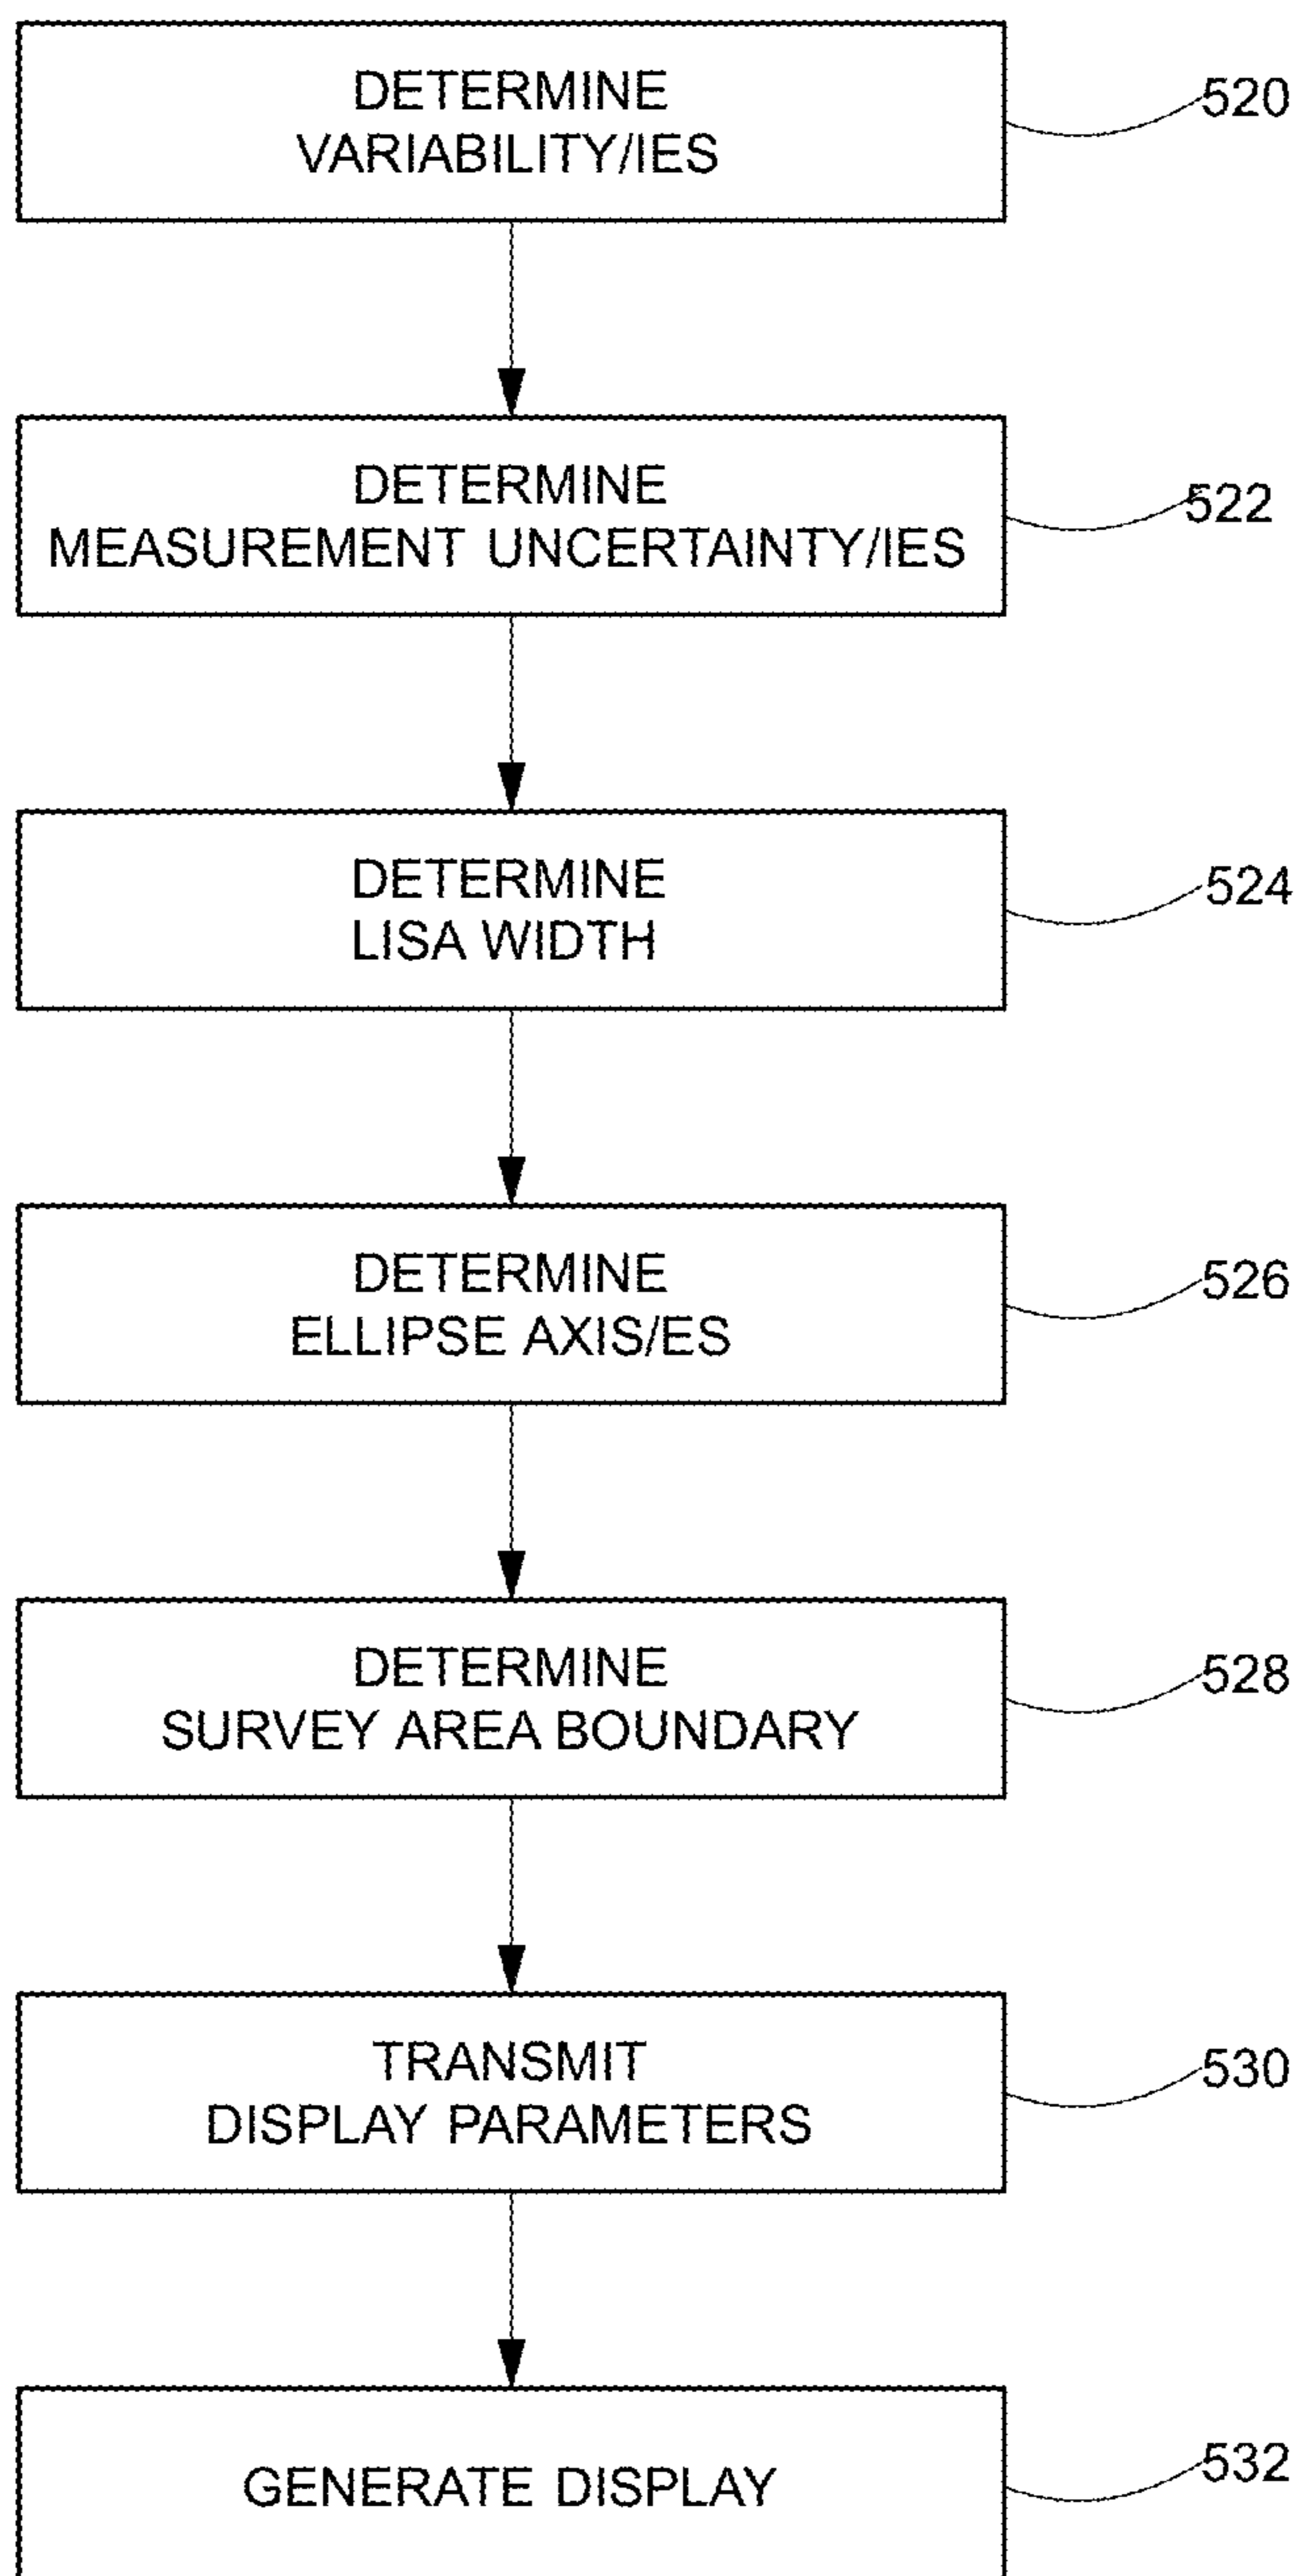 DETERMINE
VARIABILITY/IES
520
DETERMINE
MEASUREMENT UNCERTAINTY/IES
522
DETERMINE
LISA WIDTH
524
DETERMINE
ELLIPSE AXIS/ES
526
DETERMINE
SURVEY AREA BOUNDARY
528
TRANSMIT
DISPLAY PARAMETERS
530
GENERATE DISPLAY
532